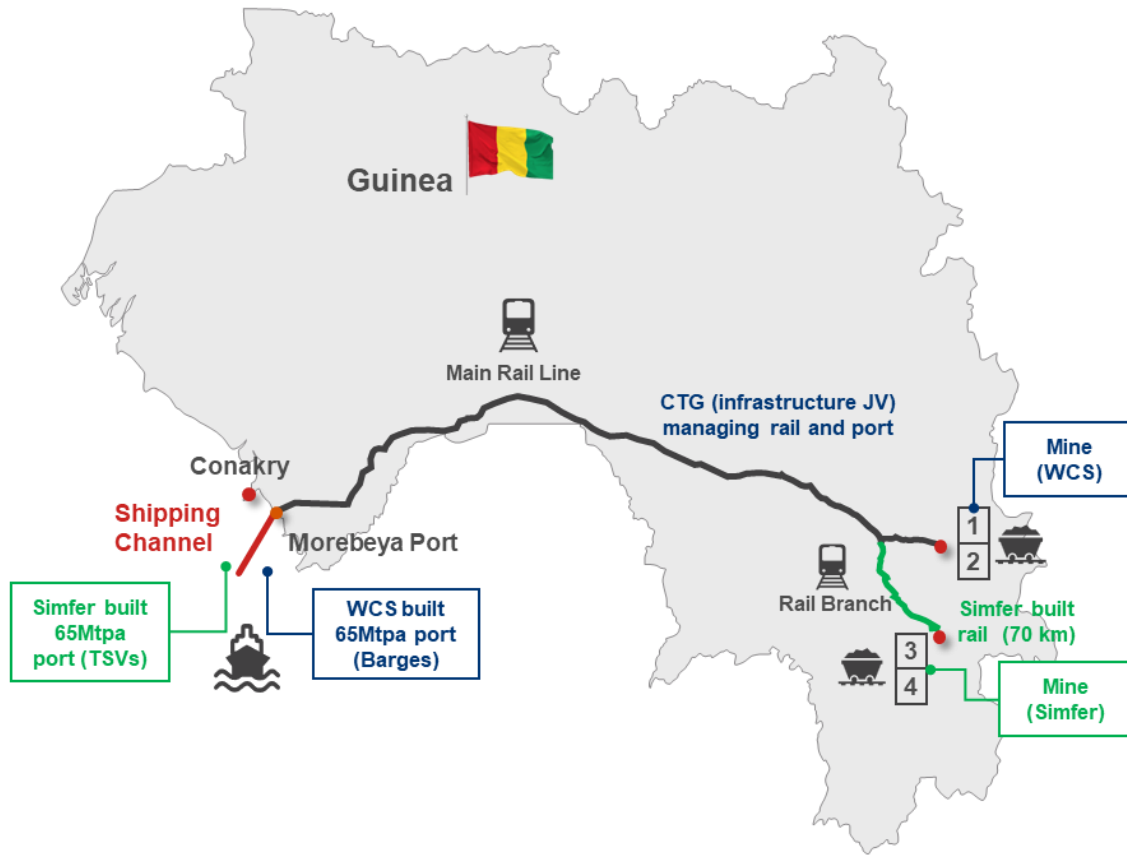 Guinea
Main Rail Line
CTG (infrastructure JV)
managing rail and port
Mine
(WCS)
Conakry
Shipping
Channel
Morebeya Port
1
2
Rail Branch
Simfer built
rail (70 km)
Simfer built
65Mtpa
port (TSVs)
WCS built
65Mtpa port
(Barges)
3
4
Mine
(Simfer)